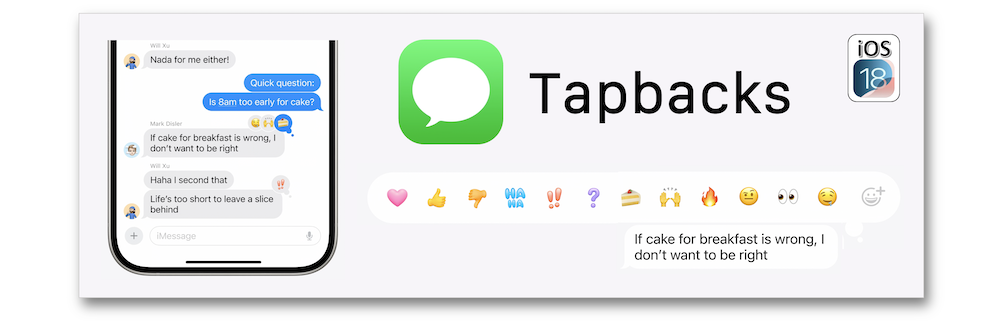 Will Xu
Nada for me either!
Quick question:
Is 8am too early for cake?
Mark Disler
If cake for breakfast is wrong, I
don't want to be right
Will Xu
Haha I second that
Life's too short to leave a slice
behind
iMessage
Tapbacks
iOS
18
HA
HA
If cake for breakfast is wrong, I
don't want to be right